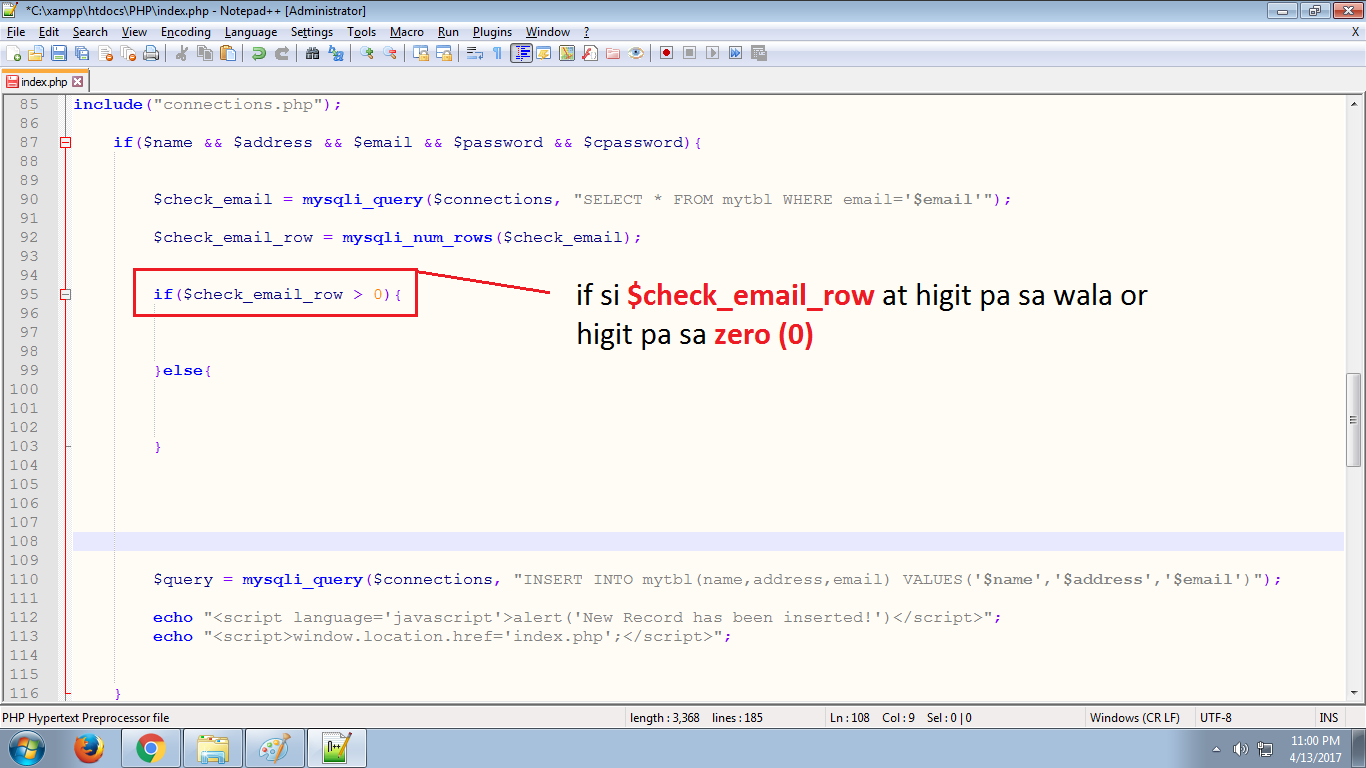 *C:\xampp\htdocs\PHP\index.php - Notepad++ [Administrator]
File Edit Search View Encoding Language Settings Tools Macro Run Plugins Window ? X
index.php
85 include("connections.php");
86
87 if($name && $address && $email && $password && $cpassword){
88
89
90 $check_email = mysqli_query($connections, "SELECT * FROM mytbl WHERE email='$email'");
91
92 $check_email_row = mysqli_num_rows($check_email);
93
94
95 if($check_email_row > 0){
96
97
98
99 }else{
100
101
102
103 }
104
105
106
107
108
109
110 $query = mysqli_query($connections, "INSERT INTO mytbl(name,address,email) VALUES('$name','$address','$email')");
111
112 echo "<script language='javascript'>alert('New Record has been inserted!')</script>";
113 echo "<script>window.location.href='index.php';</script>";
114
115
116 }
if si $check_email_row at higit pa sa wala or
higit pa sa zero (0)
PHP Hypertext Preprocessor file length : 3,368 lines : 185 Ln : 108 Col : 9 Sel : 0 | 0 Windows (CR LF) UTF-8 INS
11:00 PM
4/13/2017